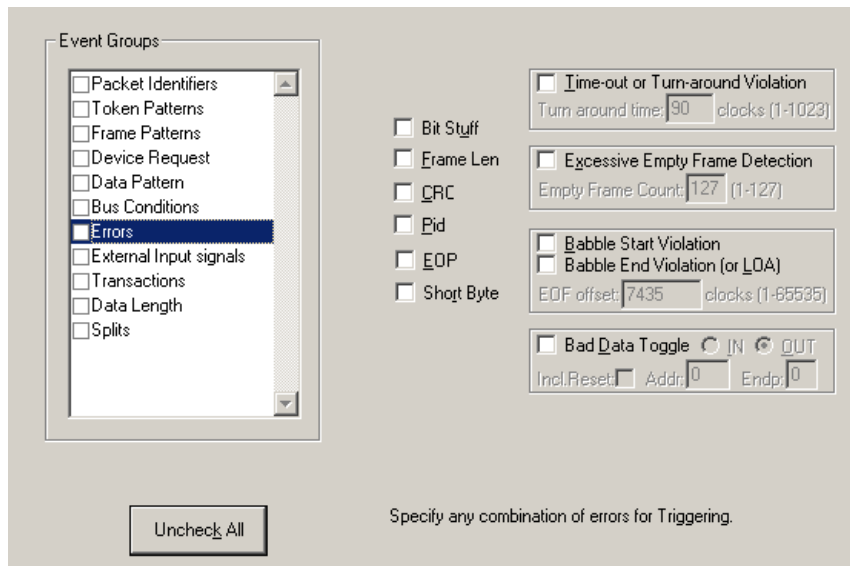 Event Groups
Packet Identifiers
Token Patterns
Frame Patterns
Device Request
Data Pattern
Bus Conditions
Errors
External Input signals
Transactions
Data Length
Splits
Uncheck All
Bit Stuff
Frame Len
CRC
Pid
EOP
Short Byte
Time-out or Turn-around Violation
Turn around time: 90 clocks (1-1023)
Excessive Empty Frame Detection
Empty Frame Count: 127 (1-127)
Babble Start Violation
Babble End Violation (or LOA)
EOF offset: 7435 clocks (1-65535)
Bad Data Toggle IN OUT
Incl.Reset: Addr: 0 Endp: 0
Specify any combination of errors for Triggering.